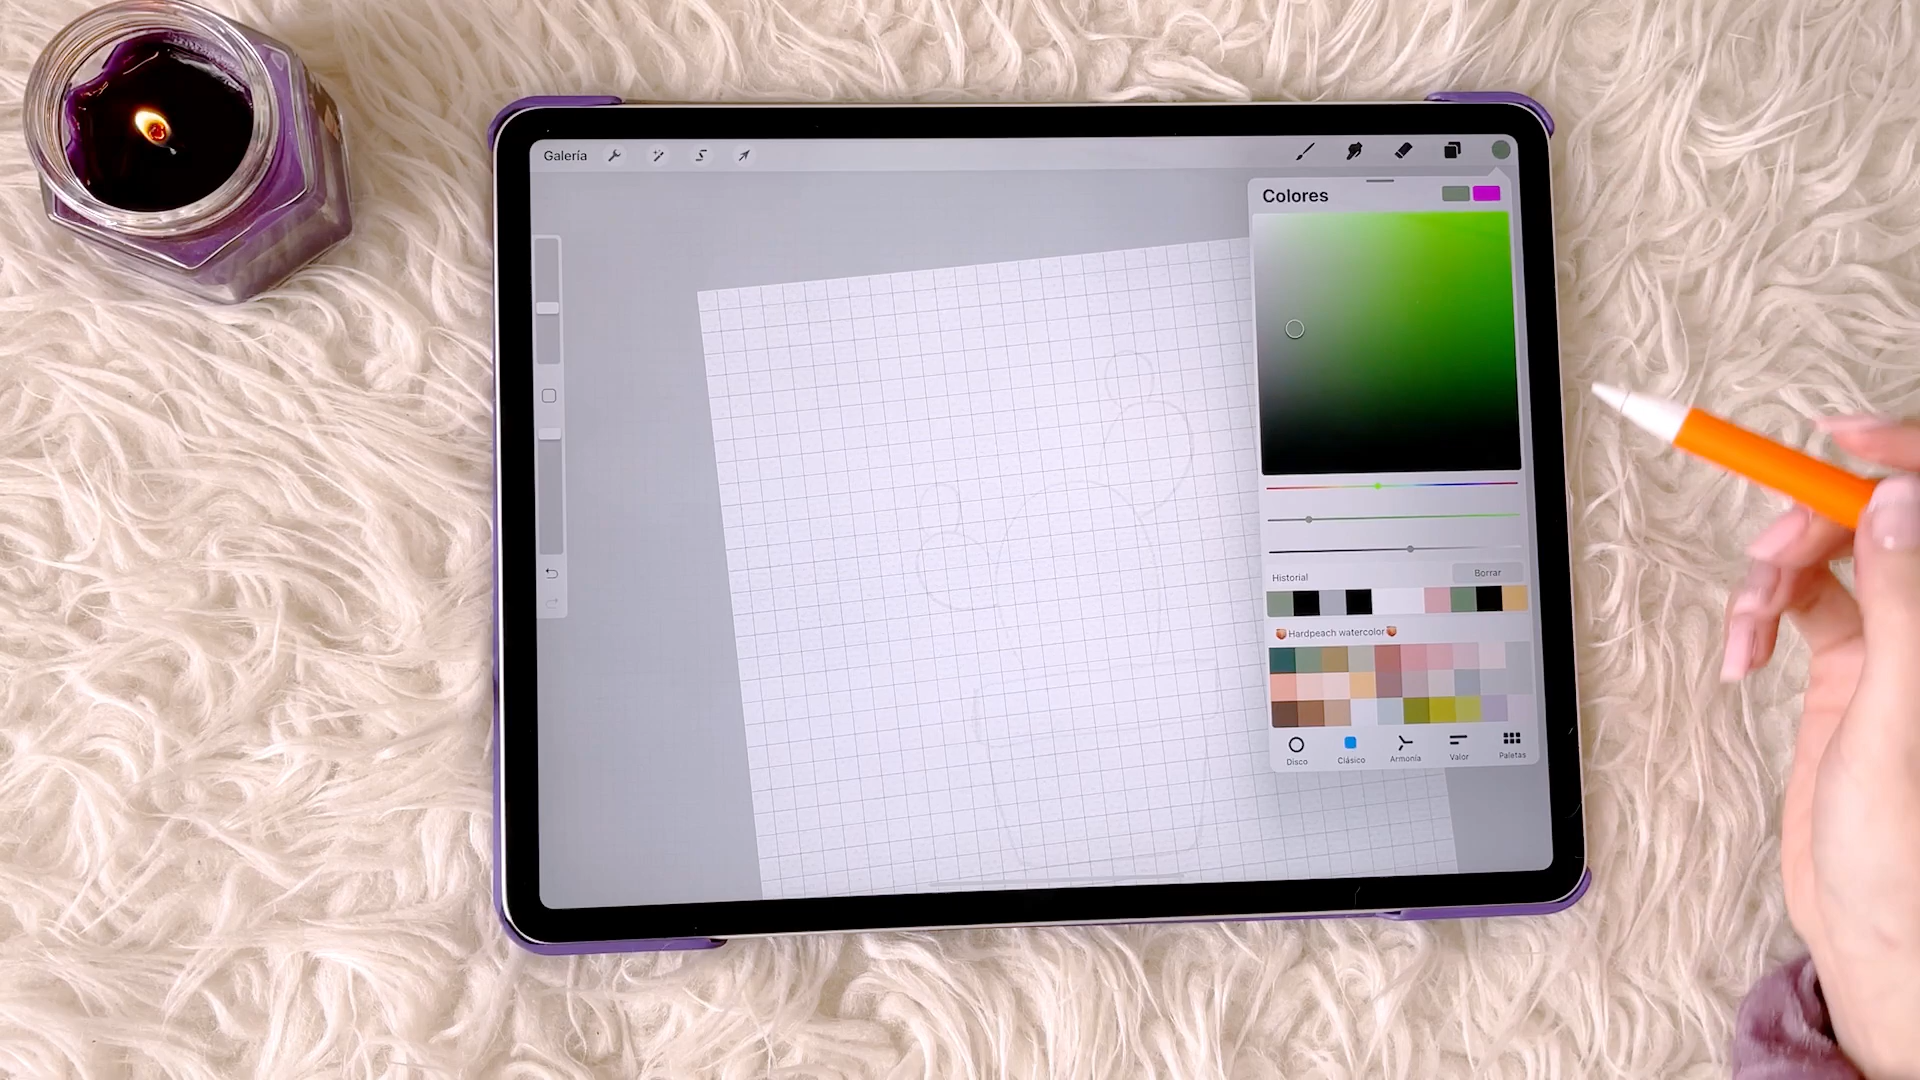 Galería
Colores
Historial
Borrar
Hardpeach watercolor
Disco
Clásico
Armonía
Valor
Paletas